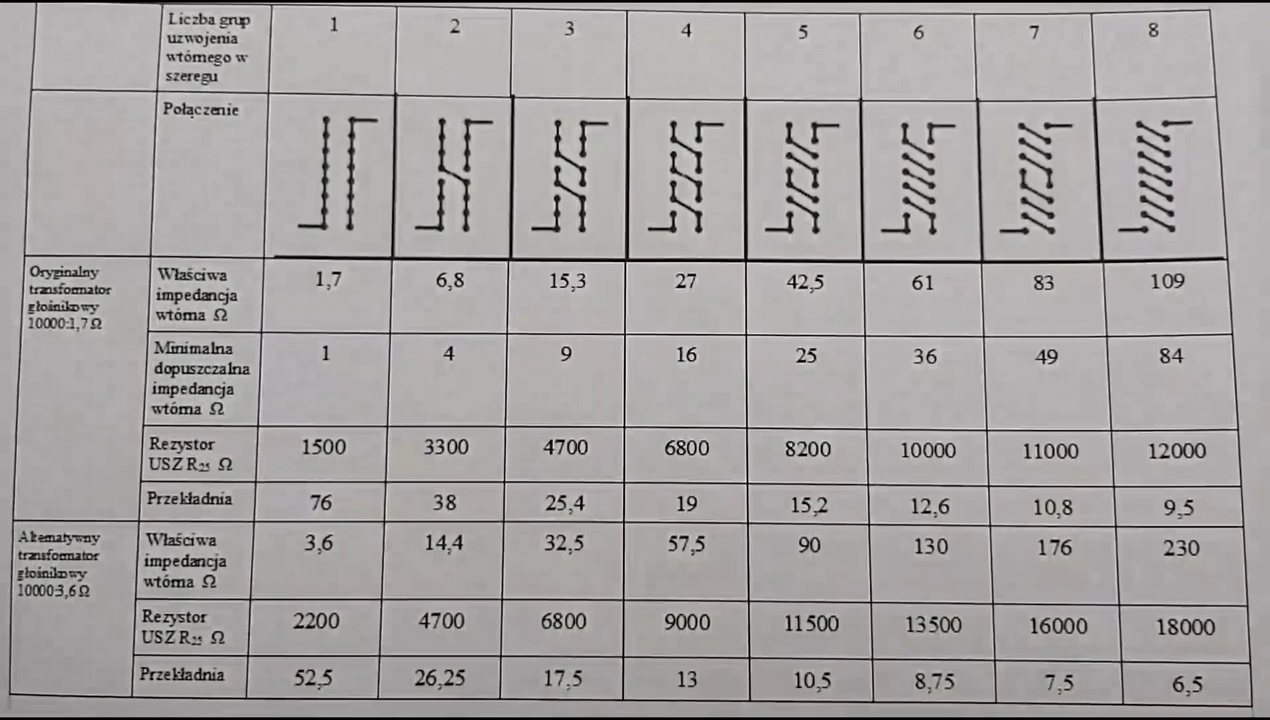 Liczba grup
uzwojenia
wtórnego w
szeregu
1 2 3 4 5 6 7 8
Połączenie
Oryginalny
transformator
głośnikowy
10000:1,7 Ω
Właściwa
impedancja
wtórna Ω
1,7 6,8 15,3 27 42,5 61 83 109
Minimalna
dopuszczalna
impedancja
wtórna Ω
1 4 9 16 25 36 49 84
Rezystor
USZ R₂₅ Ω
1500 3300 4700 6800 8200 10000 11000 12000
Przekładnia 76 38 25,4 19 15,2 12,6 10,8 9,5
Alternatywny
transformator
głośnikowy
10000:3,6 Ω
Właściwa
impedancja
wtórna Ω
3,6 14,4 32,5 57,5 90 130 176 230
Rezystor
USZ R₂₅ Ω
2200 4700 6800 9000 11500 13500 16000 18000
Przekładnia 52,5 26,25 17,5 13 10,5 8,75 7,5 6,5